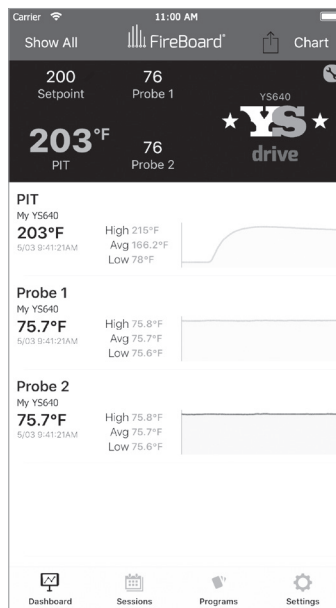 Carrier 11:00 AM
Show All FireBoard® Chart
200 76
Setpoint Probe 1
YS640
YS
drive
203°F 76
PIT Probe 2
PIT
My YS640
203°F
5/03 9:41:21AM
High 215°F
Avg 166.2°F
Low 78°F
Probe 1
My YS640
75.7°F
5/03 9:41:21AM
High 75.8°F
Avg 75.7°F
Low 75.6°F
Probe 2
My YS640
75.7°F
5/03 9:41:21AM
High 75.8°F
Avg 75.7°F
Low 75.6°F
Dashboard Sessions Programs Settings